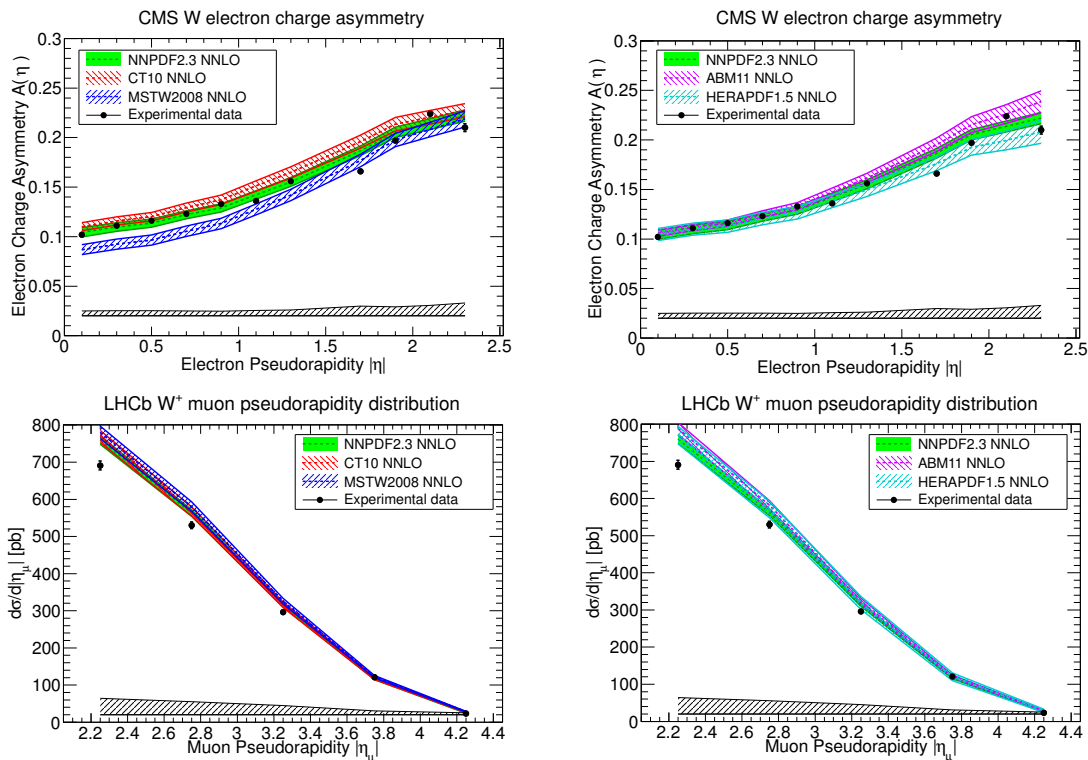 CMS W electron charge asymmetry
NNPDF2.3 NNLO
CT10 NNLO
MSTW2008 NNLO
Experimental data
Electron Charge Asymmetry A(η)
0.3
0.25
0.2
0.15
0.1
0.05
0
0 0.5 1 1.5 2 2.5
Electron Pseudorapidity |η|
CMS W electron charge asymmetry
NNPDF2.3 NNLO
ABM11 NNLO
HERAPDF1.5 NNLO
Experimental data
Electron Charge Asymmetry A(η)
0.3
0.25
0.2
0.15
0.1
0.05
0
0 0.5 1 1.5 2 2.5
Electron Pseudorapidity |η|
LHCb W⁺ muon pseudorapidity distribution
NNPDF2.3 NNLO
CT10 NNLO
MSTW2008 NNLO
Experimental data
dσ/d|η_μ| [pb]
800
700
600
500
400
300
200
100
0
2.2 2.4 2.6 2.8 3 3.2 3.4 3.6 3.8 4 4.2 4.4
Muon Pseudorapidity |η_μ|
LHCb W⁺ muon pseudorapidity distribution
NNPDF2.3 NNLO
ABM11 NNLO
HERAPDF1.5 NNLO
Experimental data
dσ/d|η_μ| [pb]
800
700
600
500
400
300
200
100
0
2.2 2.4 2.6 2.8 3 3.2 3.4 3.6 3.8 4 4.2 4.4
Muon Pseudorapidity |η_μ|